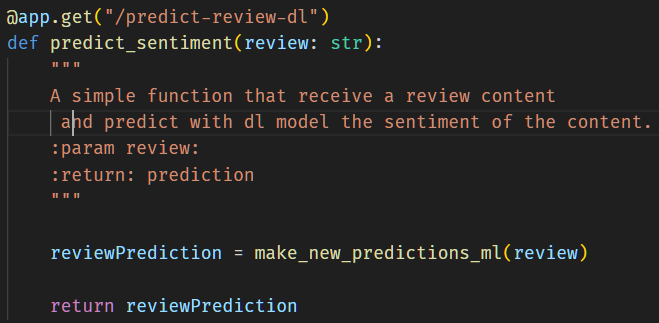 @app.get("/predict-review-dl")
def predict_sentiment(review: str):
    """
    A simple function that receive a review content
     and predict with dl model the sentiment of the content.
    :param review:
    :return: prediction
    """

    reviewPrediction = make_new_predictions_ml(review)

    return reviewPrediction